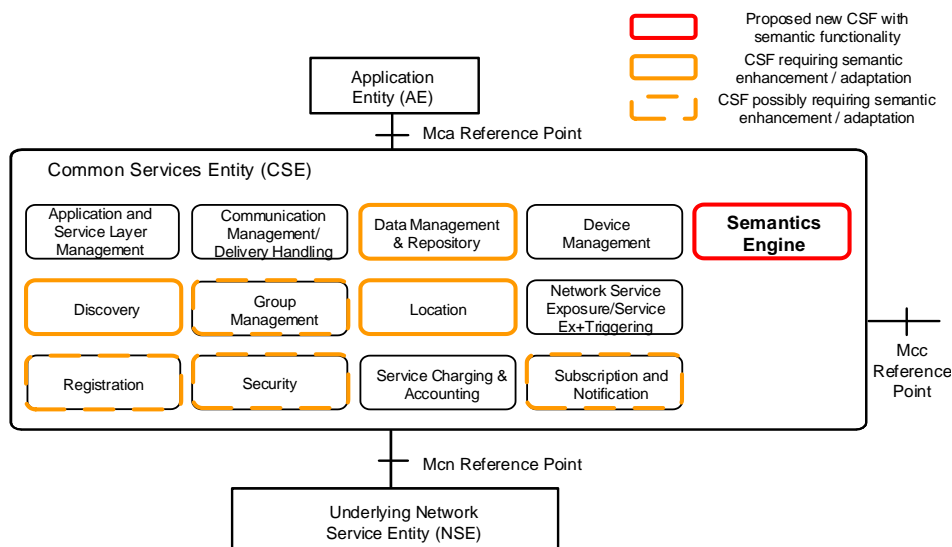 Proposed new CSF with
semantic functionality
CSF requiring semantic
enhancement / adaptation
CSF possibly requiring semantic
enhancement / adaptation
Application
Entity (AE)
Mca Reference Point
Common Services Entity (CSE)
Application and
Service Layer
Management
Communication
Management/
Delivery Handling
Data Management
& Repository
Device
Management
Semantics
Engine
Discovery
Group
Management
Location
Network Service
Exposure/Service
Ex+Triggering
Mcc
Reference
Point
Registration
Security
Service Charging &
Accounting
Subscription and
Notification
Mcn Reference Point
Underlying Network
Service Entity (NSE)